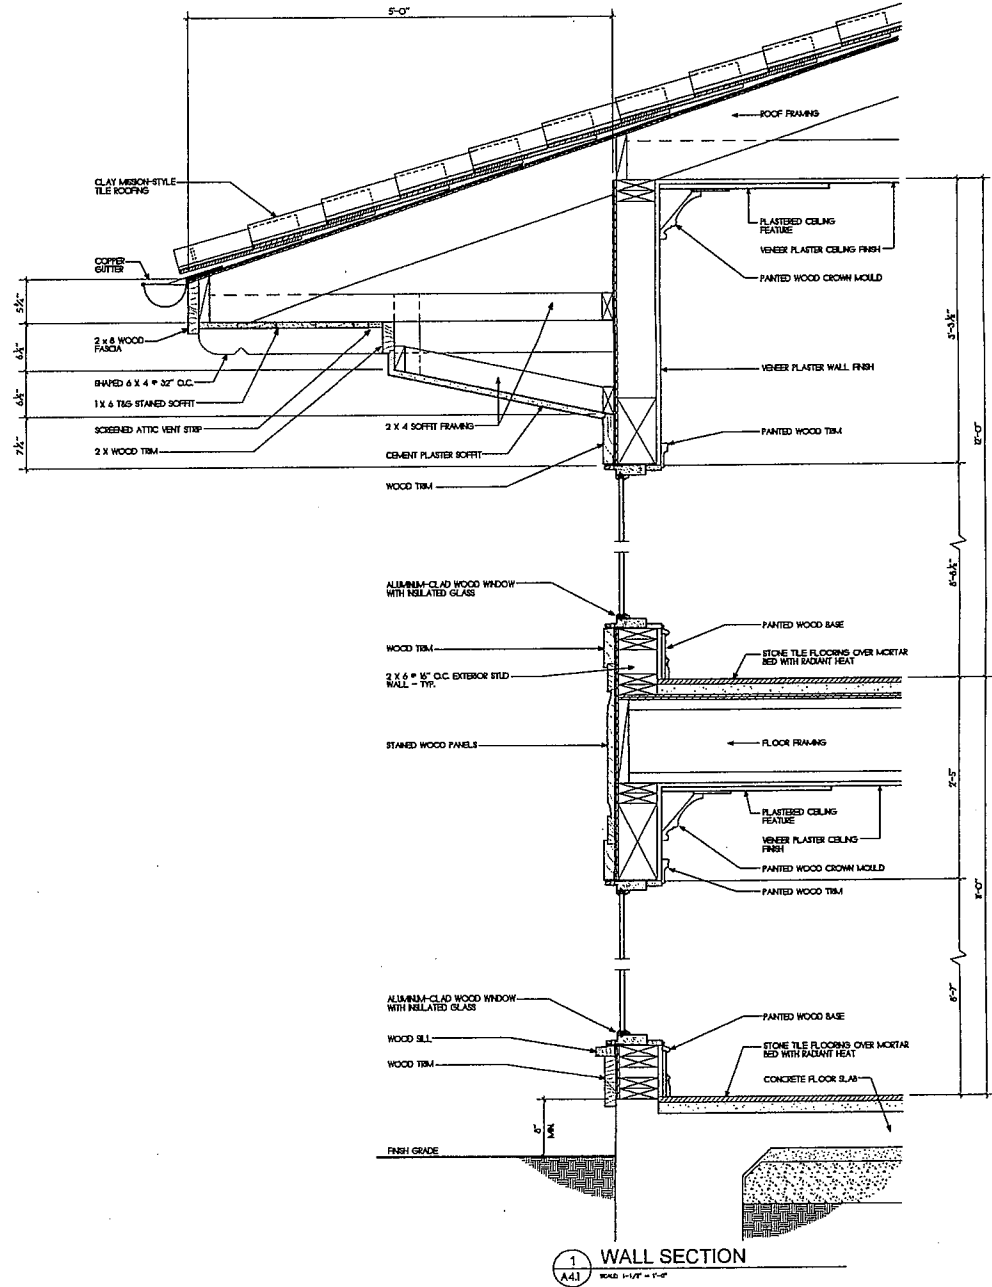 5'-0"
ROOF FRAMING
CLAY MISSION-STYLE
TILE ROOFING
PLASTERED CEILING
FEATURE
VENEER PLASTER CEILING FINISH
COPPER
GUTTER
PAINTED WOOD CROWN MOULD
5¼"
2 x 8 WOOD
FASCIA
6½"
SHAPED 6 X 4 @ 32" O.C.
VENEER PLASTER WALL FINISH
1 X 6 T&G STAINED SOFFIT
6½"
SCREENED ATTIC VENT STRIP
2 X 4 SOFFIT FRAMING
PAINTED WOOD TRIM
12'-0"
2 X WOOD TRIM
CEMENT PLASTER SOFFIT
7½"
WOOD TRIM
ALUMINUM-CLAD WOOD WINDOW
WITH INSULATED GLASS
PAINTED WOOD BASE
WOOD TRIM
STONE TILE FLOORING OVER MORTAR
BED WITH RADIANT HEAT
2 X 6 @ 16" O.C. EXTERIOR STUD
WALL - TYP.
STAINED WOOD PANELS
FLOOR FRAMING
2'-5"
PLASTERED CEILING
FEATURE
VENEER PLASTER CEILING
FINISH
PAINTED WOOD CROWN MOULD
PAINTED WOOD TRIM
ALUMINUM-CLAD WOOD WINDOW
WITH INSULATED GLASS
PAINTED WOOD BASE
WOOD SILL
STONE TILE FLOORING OVER MORTAR
BED WITH RADIANT HEAT
WOOD TRIM
CONCRETE FLOOR SLAB
8"
MIN.
FINISH GRADE
1
A4.1
WALL SECTION
SCALE: 1-1/2" = 1'-0"